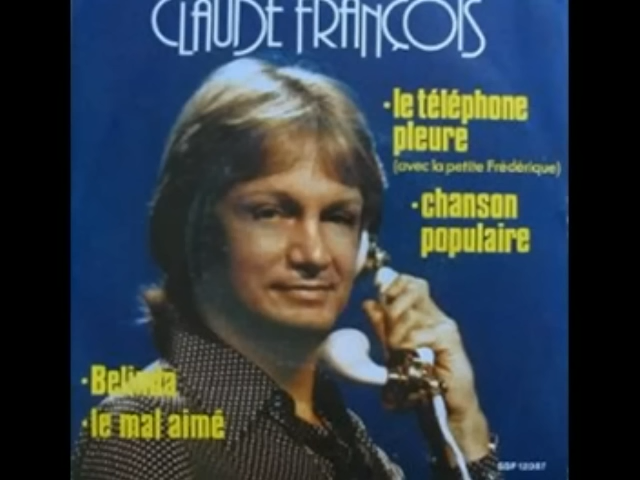 CLAUDE FRANÇOIS
·le téléphone
pleure
(avec la petite Frédérique)
·chanson
populaire
·Belinda
·le mal aimé